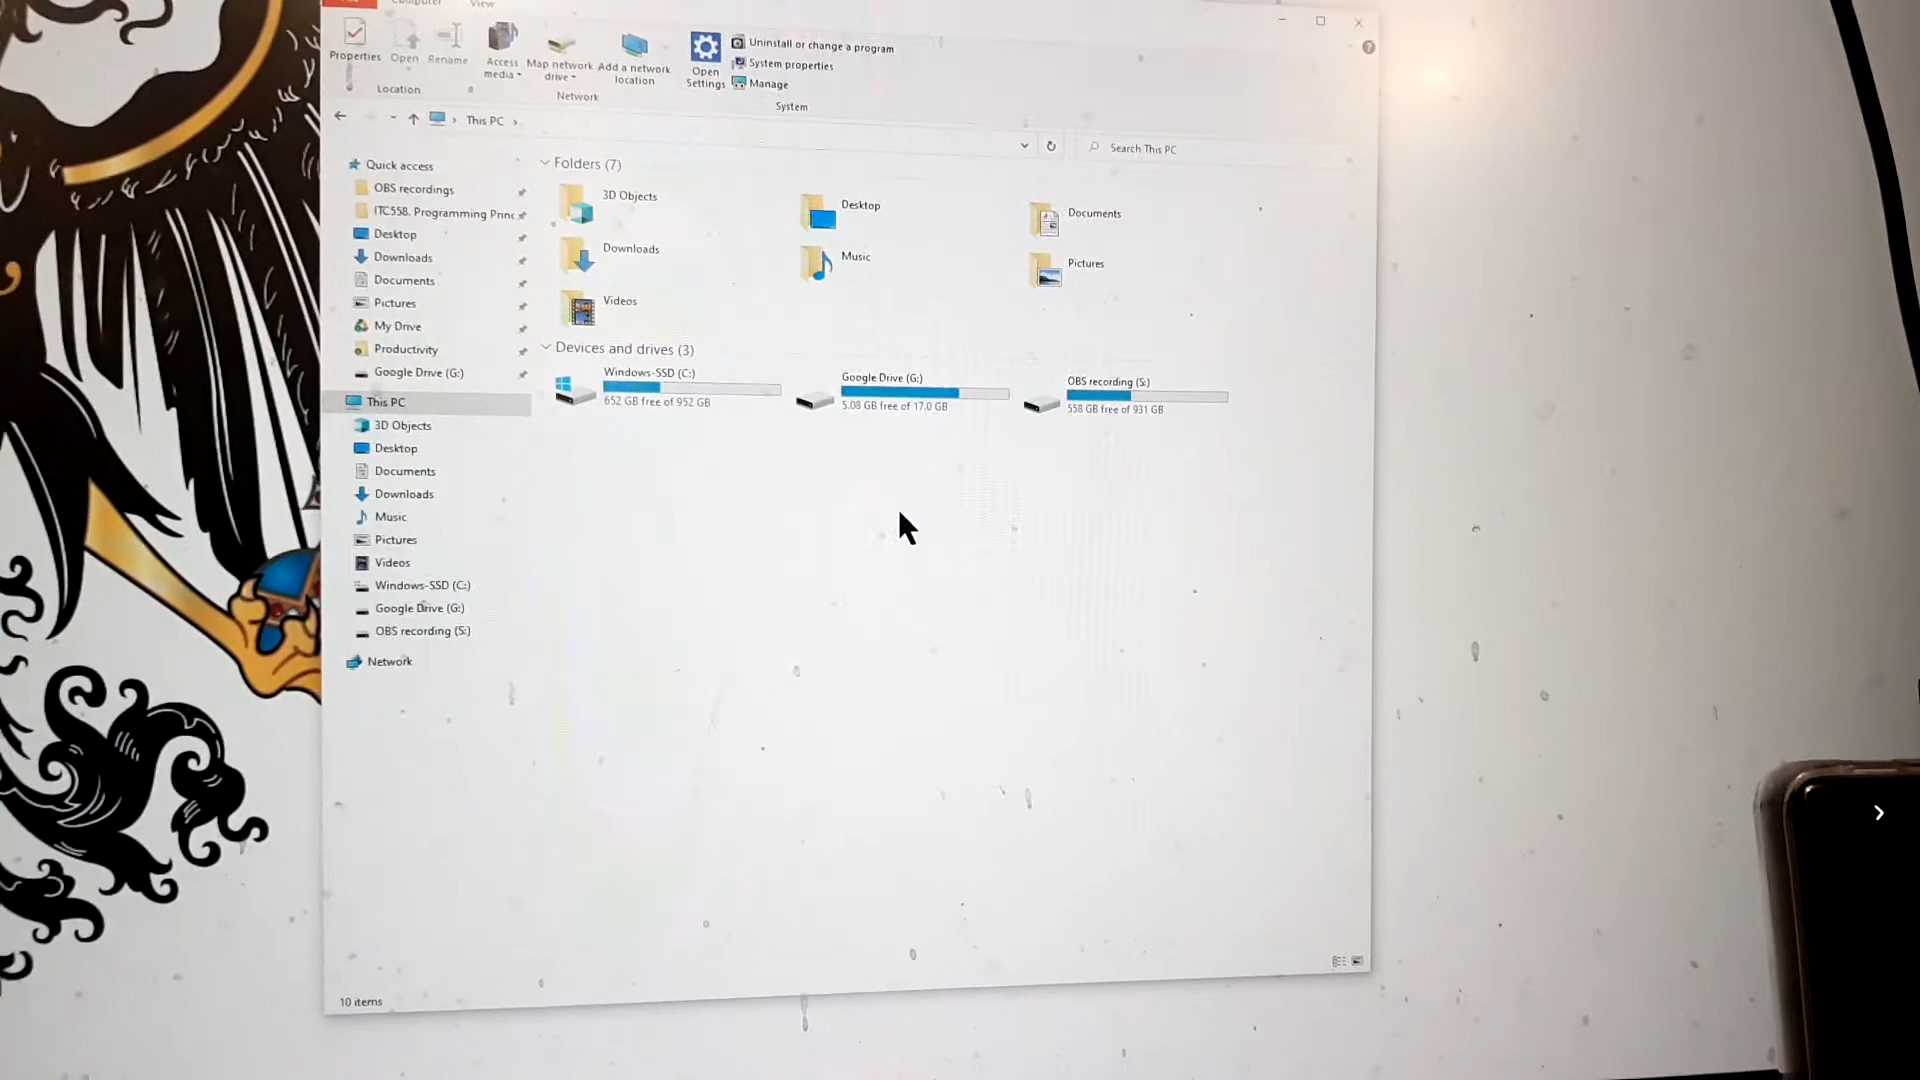 Computer
View
Properties
Open
Rename
Access media
Map network drive
Add a network location
Open Settings
Uninstall or change a program
System properties
Manage
Location
Network
System
This PC
Search This PC
Quick access
OBS recordings
ITC558. Programming Princ
Desktop
Downloads
Documents
Pictures
My Drive
Productivity
Google Drive (G:)
This PC
3D Objects
Desktop
Documents
Downloads
Music
Pictures
Videos
Windows-SSD (C:)
Google Drive (G:)
OBS recording (S:)
Network
Folders (7)
3D Objects
Desktop
Documents
Downloads
Music
Pictures
Videos
Devices and drives (3)
Windows-SSD (C:)
652 GB free of 952 GB
Google Drive (G:)
5.08 GB free of 17.0 GB
OBS recording (S:)
558 GB free of 931 GB
10 items